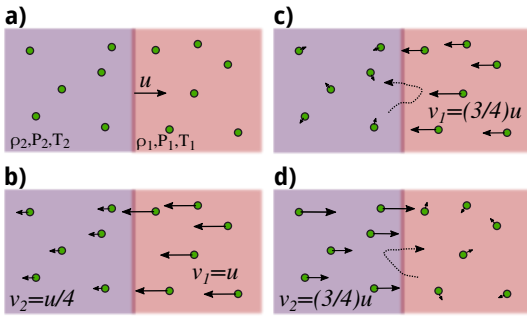 a)
u
ρ₂,P₂,T₂
ρ₁,P₁,T₁
b)
v₂=u/4
v₁=u
c)
v₁=(3/4)u
d)
v₂=(3/4)u